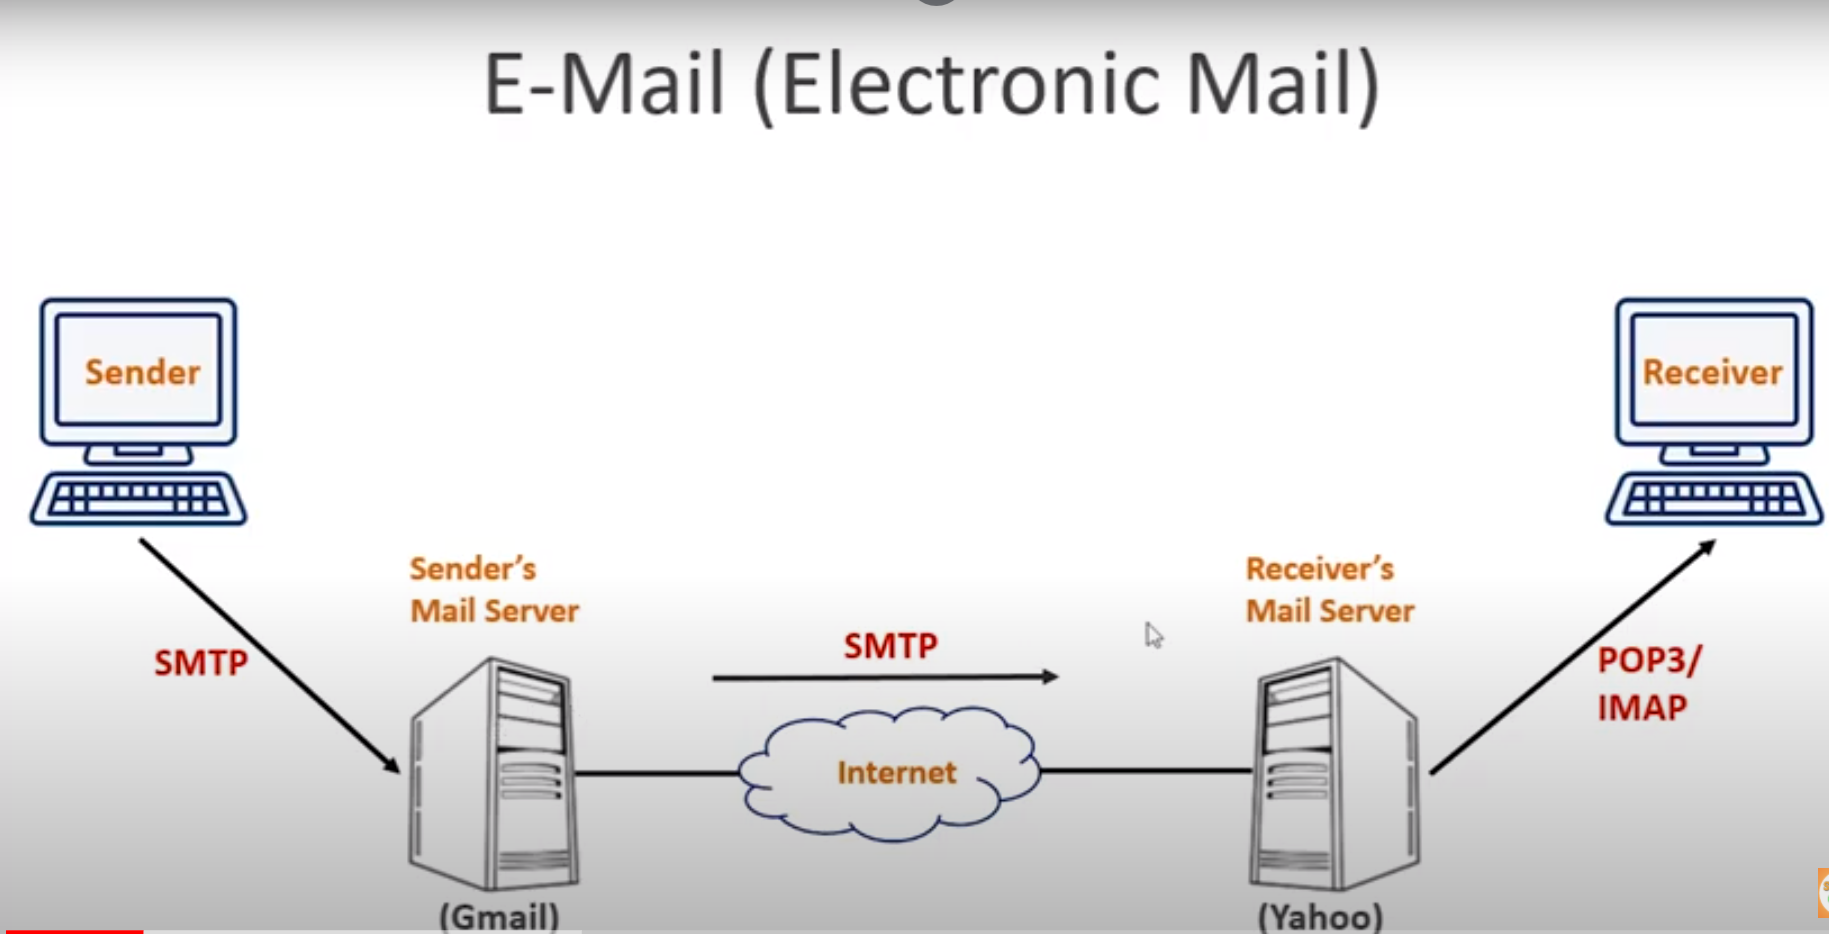 E-Mail (Electronic Mail)
Sender
Receiver
Sender's
Mail Server
Receiver's
Mail Server
SMTP
SMTP
POP3/
IMAP
Internet
(Gmail)
(Yahoo)